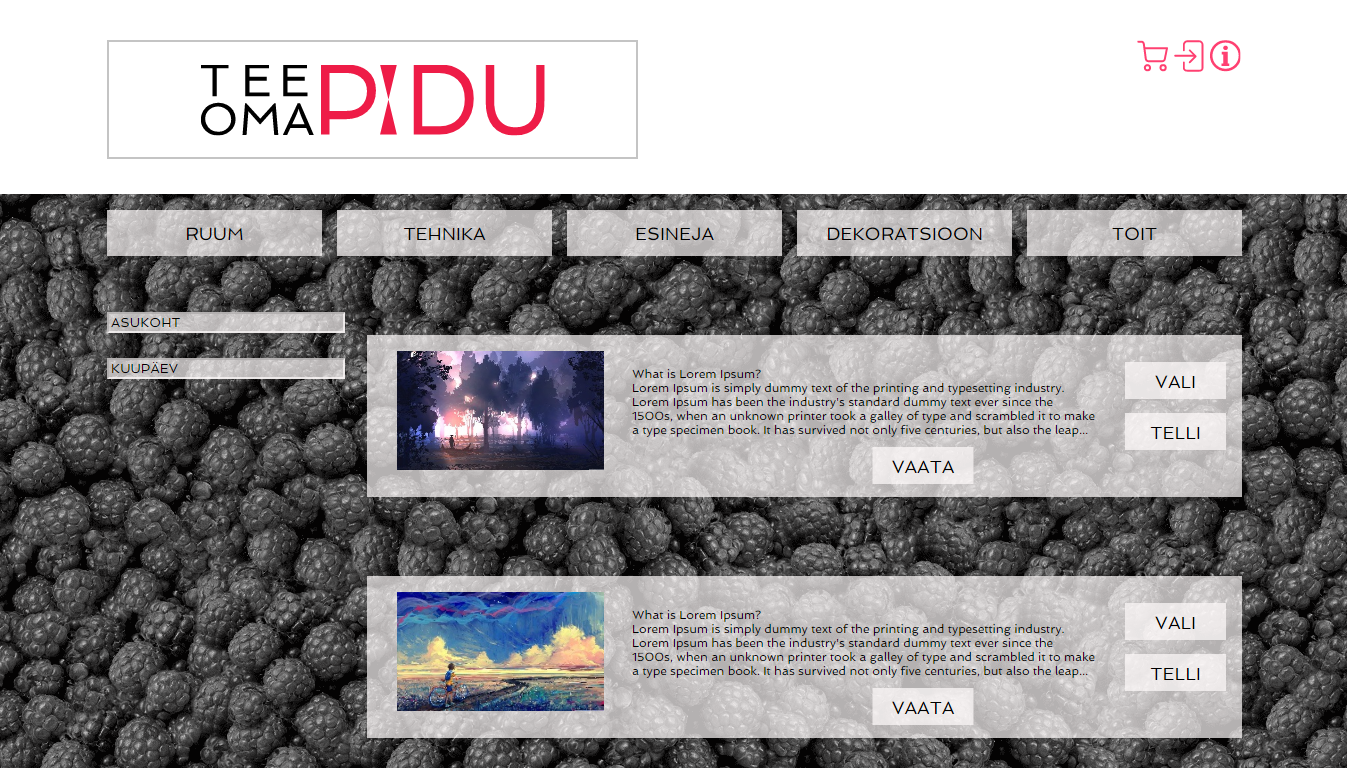 TEE
OMA PIDU
RUUM
TEHNIKA
ESINEJA
DEKORATSIOON
TOIT
ASUKOHT
KUUPÄEV
What is Lorem Ipsum?
Lorem Ipsum is simply dummy text of the printing and typesetting industry.
Lorem Ipsum has been the industry's standard dummy text ever since the
1500s, when an unknown printer took a galley of type and scrambled it to make
a type specimen book. It has survived not only five centuries, but also the leap...
VALI
TELLI
VAATA
What is Lorem Ipsum?
Lorem Ipsum is simply dummy text of the printing and typesetting industry.
Lorem Ipsum has been the industry's standard dummy text ever since the
1500s, when an unknown printer took a galley of type and scrambled it to make
a type specimen book. It has survived not only five centuries, but also the leap...
VALI
TELLI
VAATA